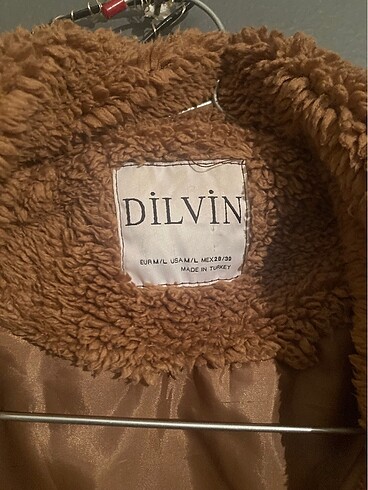 DİLVİN
EUR M/L USA M/L MEX 28/30
MADE IN TURKEY